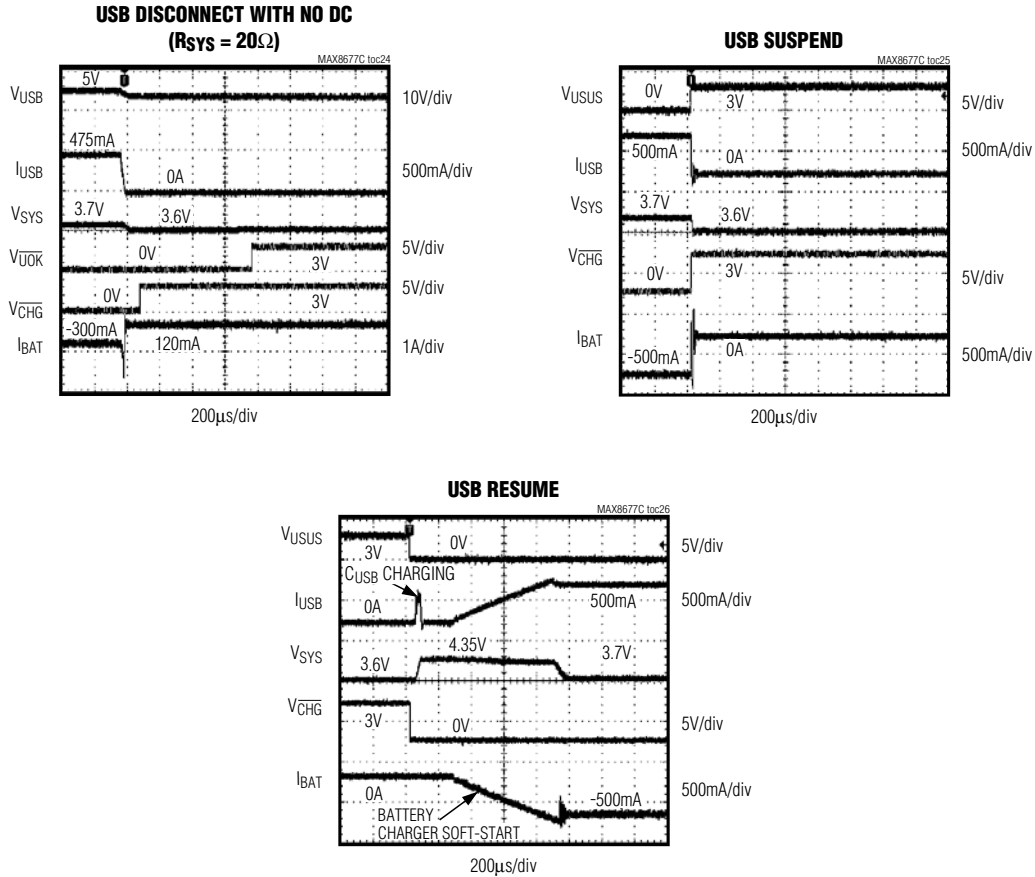 USB DISCONNECT WITH NO DC
(RSYS = 20Ω)
MAX8677C toc24
VUSB
5V
10V/div
475mA
IUSB
0A
500mA/div
VSYS
3.7V
3.6V
VUOK
0V
3V
5V/div
VCHG
0V
3V
5V/div
-300mA
IBAT
120mA
1A/div
200µs/div
USB SUSPEND
MAX8677C toc25
VUSUS
0V
3V
5V/div
500mA
IUSB
0A
500mA/div
VSYS
3.7V
3.6V
VCHG
0V
3V
5V/div
IBAT
-500mA
0A
500mA/div
200µs/div
USB RESUME
MAX8677C toc26
VUSUS
3V
0V
5V/div
CUSB CHARGING
IUSB
0A
500mA
500mA/div
VSYS
3.6V
4.35V
3.7V
VCHG
3V
0V
5V/div
IBAT
0A
-500mA
500mA/div
BATTERY
CHARGER SOFT-START
200µs/div